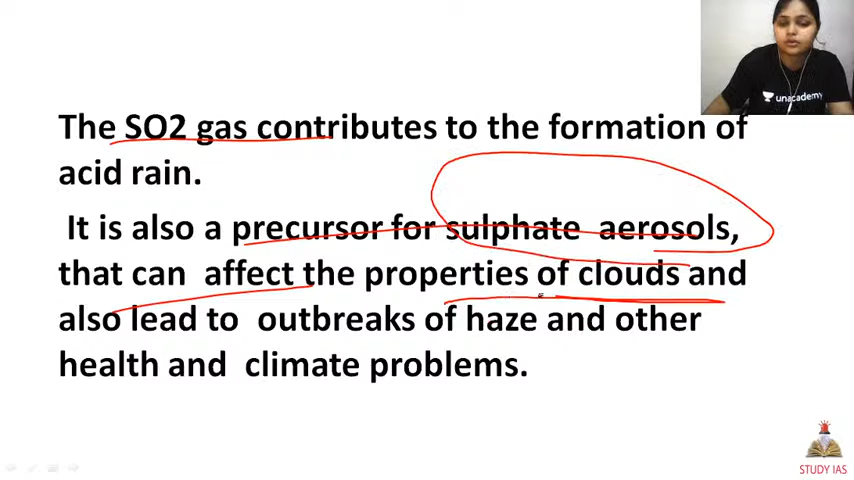 unacademy
The SO2 gas contributes to the formation of
acid rain.
It is also a precursor for sulphate aerosols,
that can affect the properties of clouds and
also lead to outbreaks of haze and other
health and climate problems.
STUDY IAS